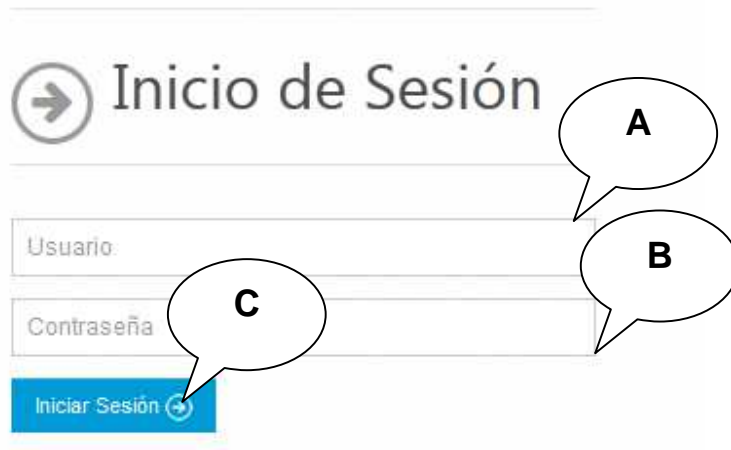 Inicio de Sesión
A
Usuario
B
C
Contraseña
Iniciar Sesión